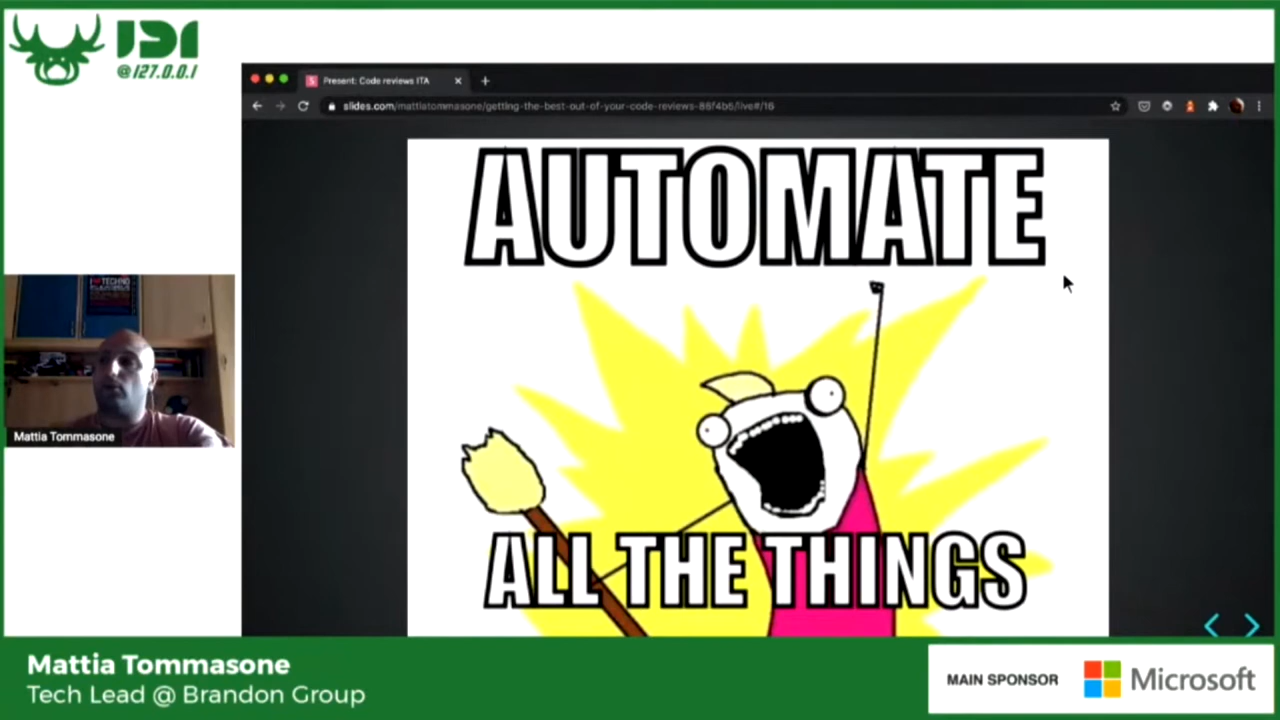 IDI
@127.0.0.1
Present: Code reviews ITA
slides.com/mattiatommasone/getting-the-best-out-of-your-code-reviews-86f4b6/live#/16
AUTOMATE
ALL THE THINGS
I ♥ TECHNO
Mattia Tommasone
Mattia Tommasone
Tech Lead @ Brandon Group
MAIN SPONSOR
Microsoft